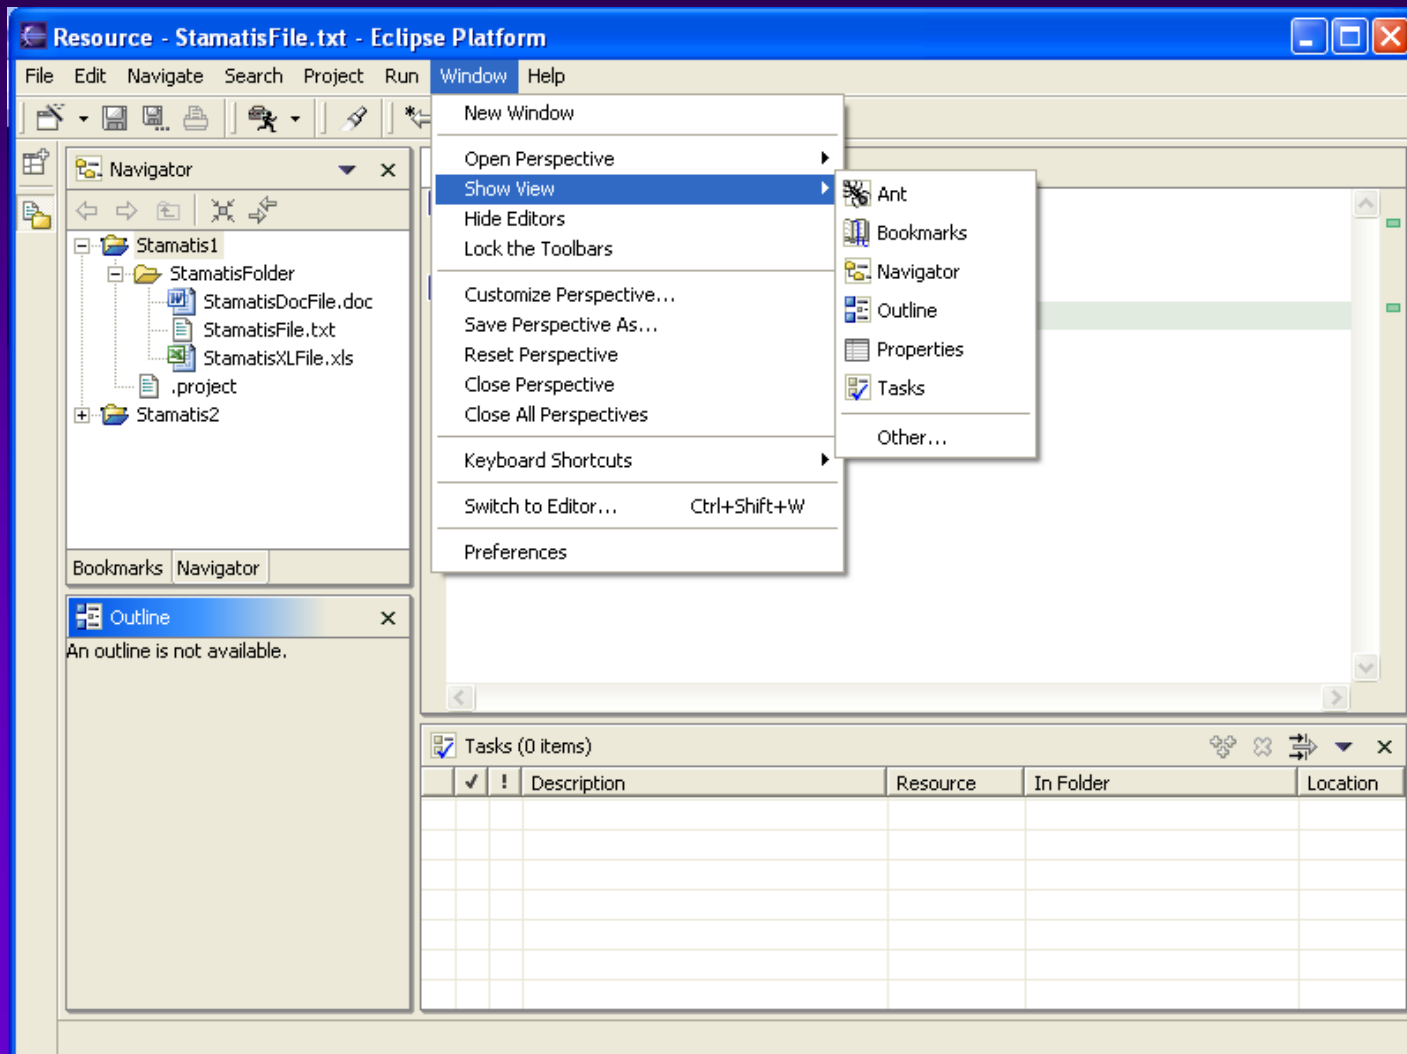 Resource - StamatisFile.txt - Eclipse Platform
File Edit Navigate Search Project Run Window Help
New Window
Open Perspective
Show View
Hide Editors
Lock the Toolbars
Customize Perspective...
Save Perspective As...
Reset Perspective
Close Perspective
Close All Perspectives
Keyboard Shortcuts
Switch to Editor... Ctrl+Shift+W
Preferences
Ant
Bookmarks
Navigator
Outline
Properties
Tasks
Other...
Navigator
Stamatis1
StamatisFolder
StamatisDocFile.doc
StamatisFile.txt
StamatisXLFile.xls
.project
Stamatis2
Bookmarks Navigator
Outline
An outline is not available.
Tasks (0 items)
! Description Resource In Folder Location